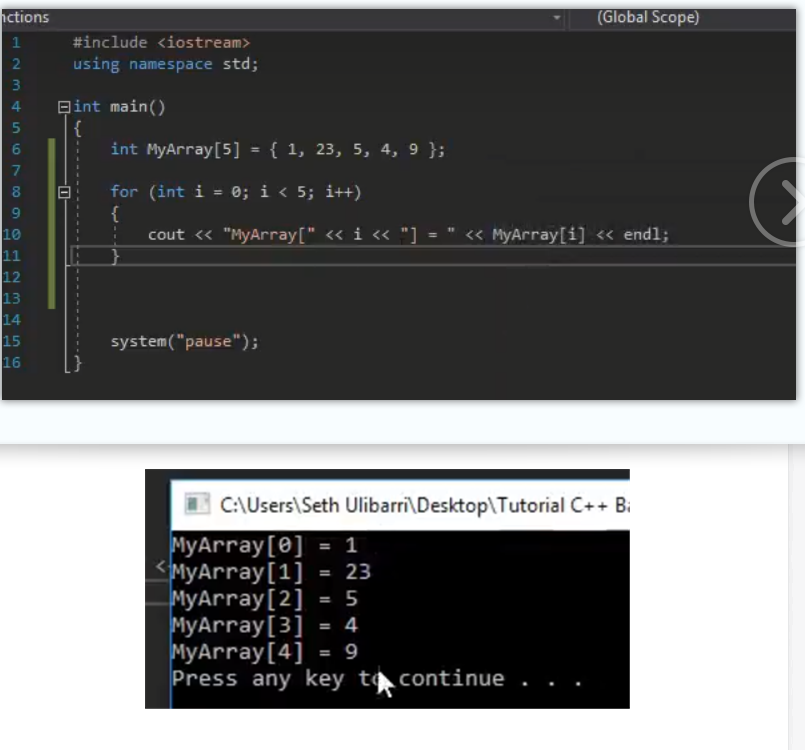 nctions (Global Scope)
1 #include <iostream>
2 using namespace std;
3
4 int main()
5 {
6 int MyArray[5] = { 1, 23, 5, 4, 9 };
7
8 for (int i = 0; i < 5; i++)
9 {
10 cout << "MyArray[" << i << "] = " << MyArray[i] << endl;
11 }
12
13
14
15 system("pause");
16 }
C:\Users\Seth Ulibarri\Desktop\Tutorial C++ Ba
MyArray[0] = 1
MyArray[1] = 23
MyArray[2] = 5
MyArray[3] = 4
MyArray[4] = 9
Press any key to continue . . .